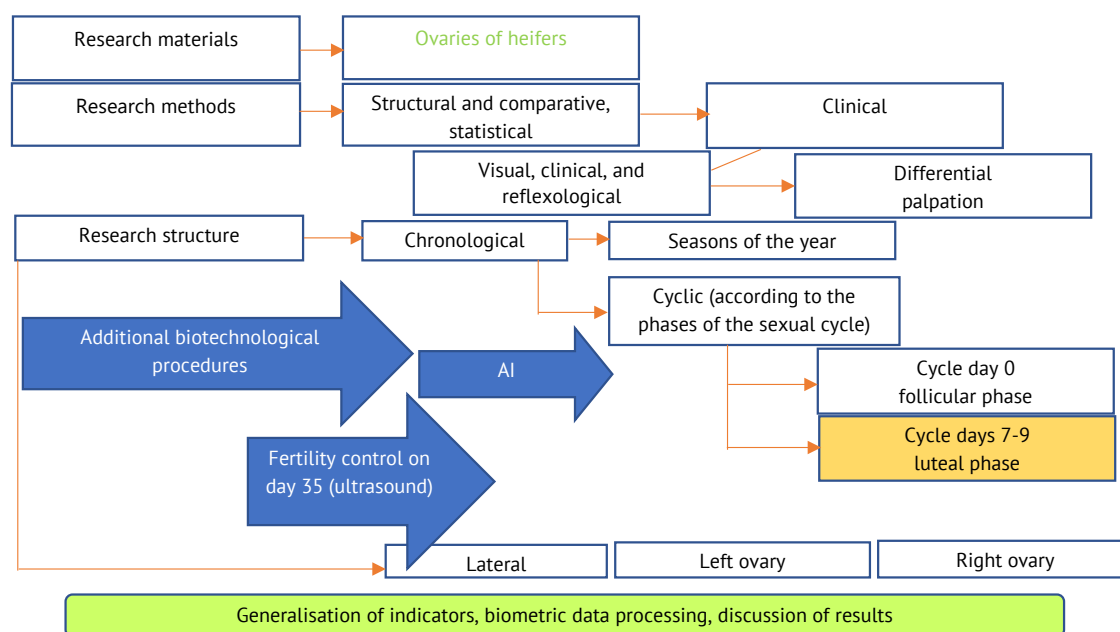 Research materials
Ovaries of heifers
Research methods
Structural and comparative,
statistical
Clinical
Visual, clinical, and
reflexological
Differential
palpation
Research structure
Chronological
Seasons of the year
Cyclic (according to the
phases of the sexual cycle)
Additional biotechnological
procedures
AI
Cycle day 0
follicular phase
Cycle days 7-9
luteal phase
Fertility control on
day 35 (ultrasound)
Lateral
Left ovary
Right ovary
Generalisation of indicators, biometric data processing, discussion of results